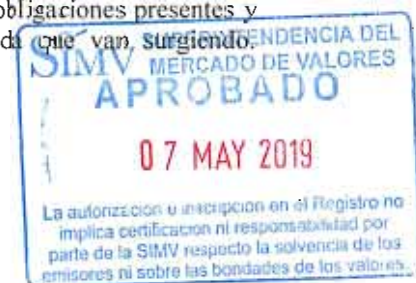 obligaciones presentes y
da que van surgiendo.
SIMV SUPERINTENDENCIA DEL
MERCADO DE VALORES
APROBADO
07 MAY 2019
La autorización o inscripción en el Registro no
implica certificación ni responsabilidad por
parte de la SIMV respecto la solvencia de los
emisores ni sobre las bondades de los valores.